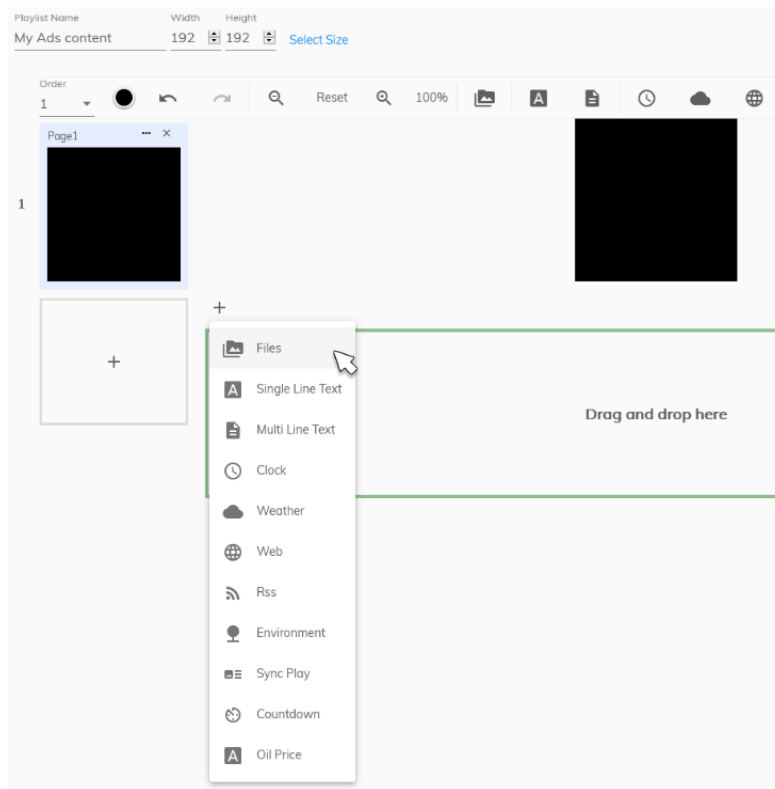 Playlist Name Width Height
My Ads content 192 192 Select Size
Order
1 Reset 100% A
Page1 ··· ×
1
+
+
Files
A Single Line Text
Multi Line Text
Drag and drop here
Clock
Weather
Web
Rss
Environment
Sync Play
Countdown
A Oil Price